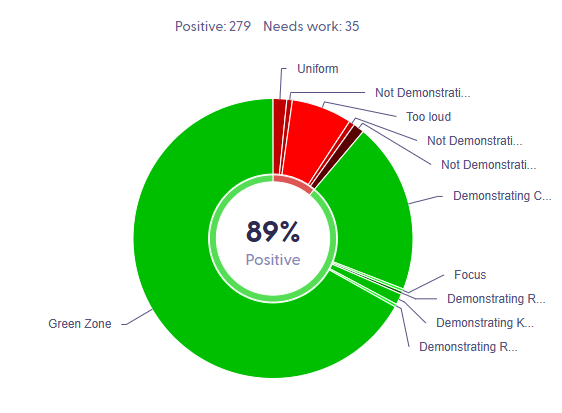 Positive: 279 Needs work: 35
Uniform
Not Demonstrati...
Too loud
Not Demonstrati...
Not Demonstrati...
Demonstrating C...
89%
Positive
Focus
Demonstrating R...
Green Zone
Demonstrating K...
Demonstrating R...